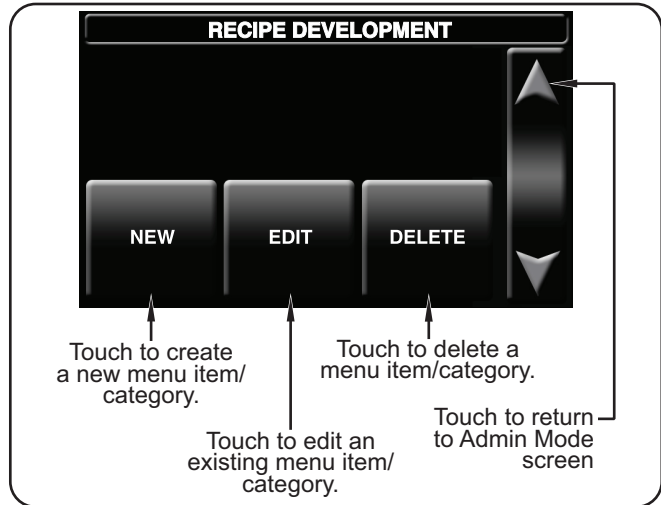 RECIPE DEVELOPMENT
NEW
EDIT
DELETE
Touch to create
a new menu item/
category.
Touch to edit an
existing menu item/
category.
Touch to delete a
menu item/category.
Touch to return
to Admin Mode
screen